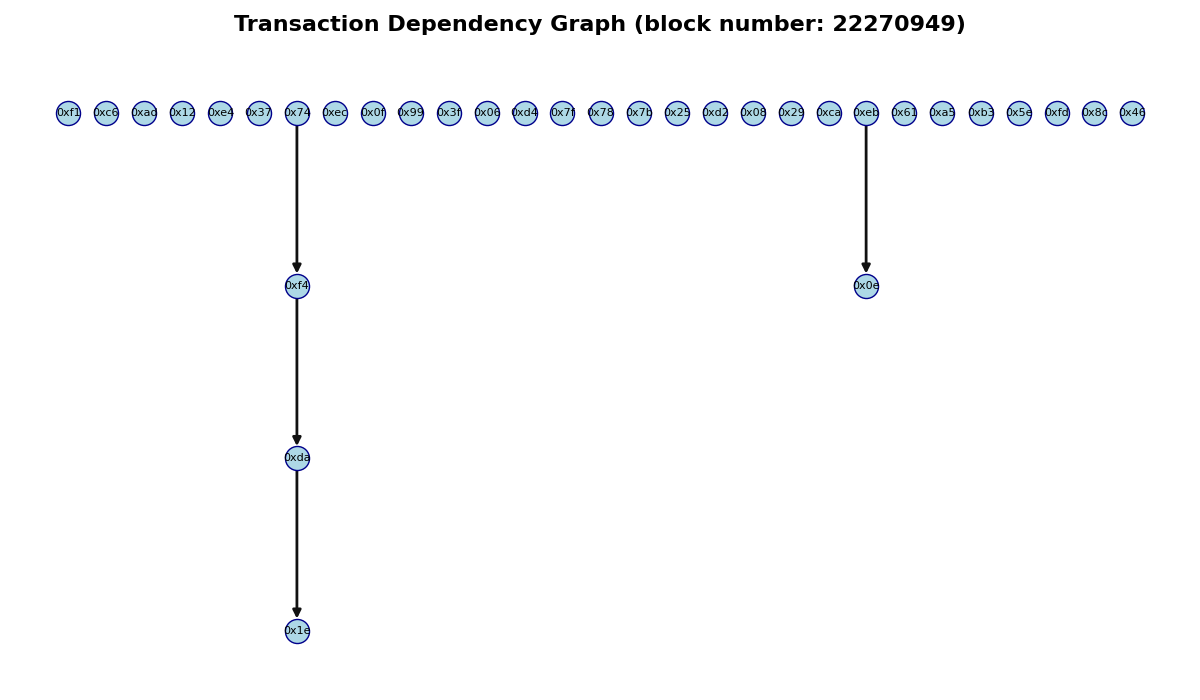 Transaction Dependency Graph (block number: 22270949)
0xf1 0xc6 0xad 0x12 0xe4 0x37 0x74 0xec 0x0f 0x99 0x3f 0x06 0xd4 0x7f 0x78 0x7b 0x25 0xd2 0x08 0x29 0xca 0xeb 0x61 0xa5 0xb3 0x5e 0xfd 0x8c 0x46
0xf4 0x0e
0xda
0x1e